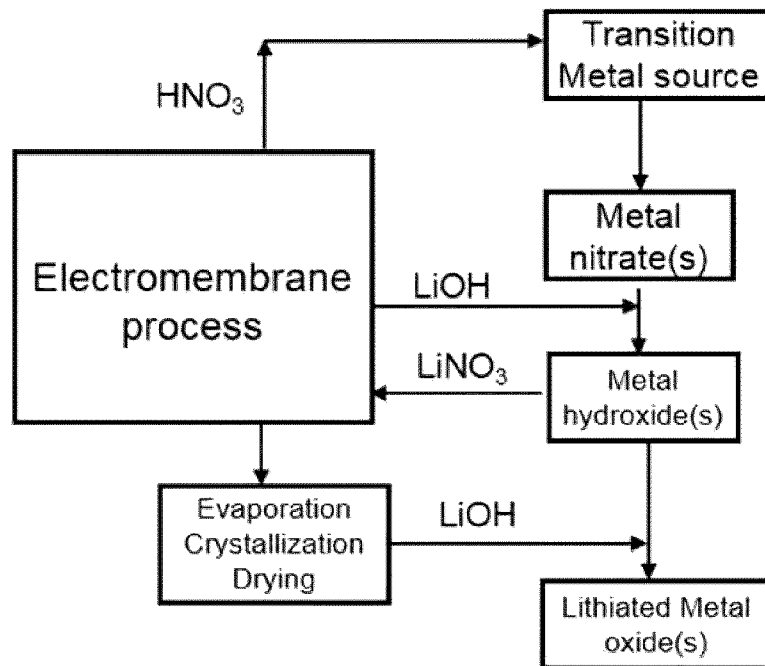 Transition
Metal source
HNO₃
Metal
nitrate(s)
Electromembrane
process
LiOH
LiNO₃
Metal
hydroxide(s)
Evaporation
Crystallization
Drying
LiOH
Lithiated Metal
oxide(s)